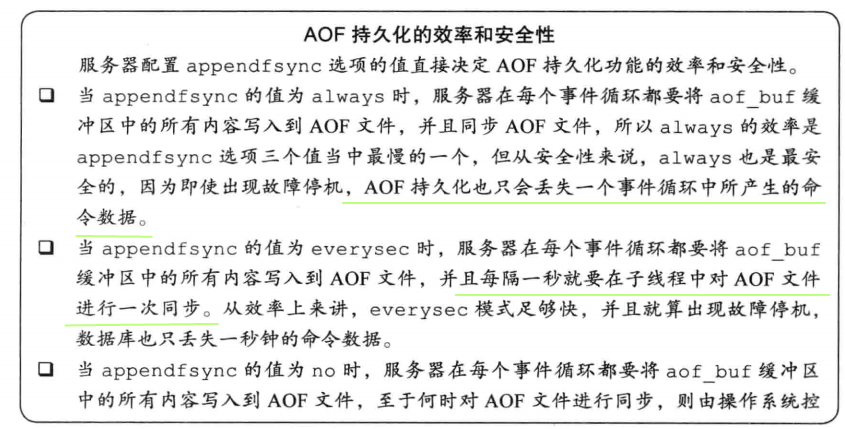 AOF 持久化的效率和安全性
服务器配置 appendfsync 选项的值直接决定 AOF 持久化功能的效率和安全性。
❑ 当 appendfsync 的值为 always 时，服务器在每个事件循环都要将 aof_buf 缓
冲区中的所有内容写入到 AOF 文件，并且同步 AOF 文件，所以 always 的效率是
appendfsync 选项三个值当中最慢的一个，但从安全性来说，always 也是最安
全的，因为即使出现故障停机，AOF 持久化也只会丢失一个事件循环中所产生的命
令数据。
❑ 当 appendfsync 的值为 everysec 时，服务器在每个事件循环都要将 aof_buf
缓冲区中的所有内容写入到 AOF 文件，并且每隔一秒就要在子线程中对 AOF 文件
进行一次同步。从效率上来讲，everysec 模式足够快，并且就算出现故障停机，
数据库也只丢失一秒钟的命令数据。
❑ 当 appendfsync 的值为 no 时，服务器在每个事件循环都要将 aof_buf 缓冲区
中的所有内容写入到 AOF 文件，至于何时对 AOF 文件进行同步，则由操作系统控